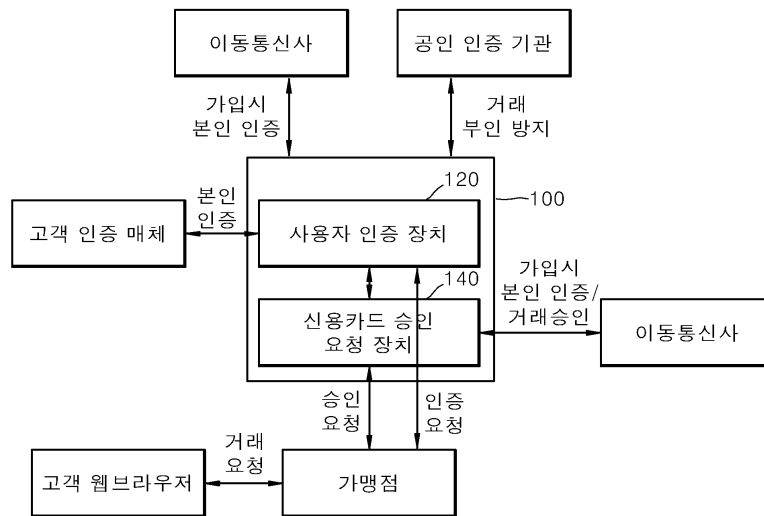 이동통신사
공인 인증 기관
가입시
본인 인증
거래
부인 방지
120
100
본인
인증
고객 인증 매체
사용자 인증 장치
140
가입시
본인 인증/
거래승인
신용카드 승인
요청 장치
이동통신사
승인
요청
인증
요청
거래
요청
고객 웹브라우저
가맹점